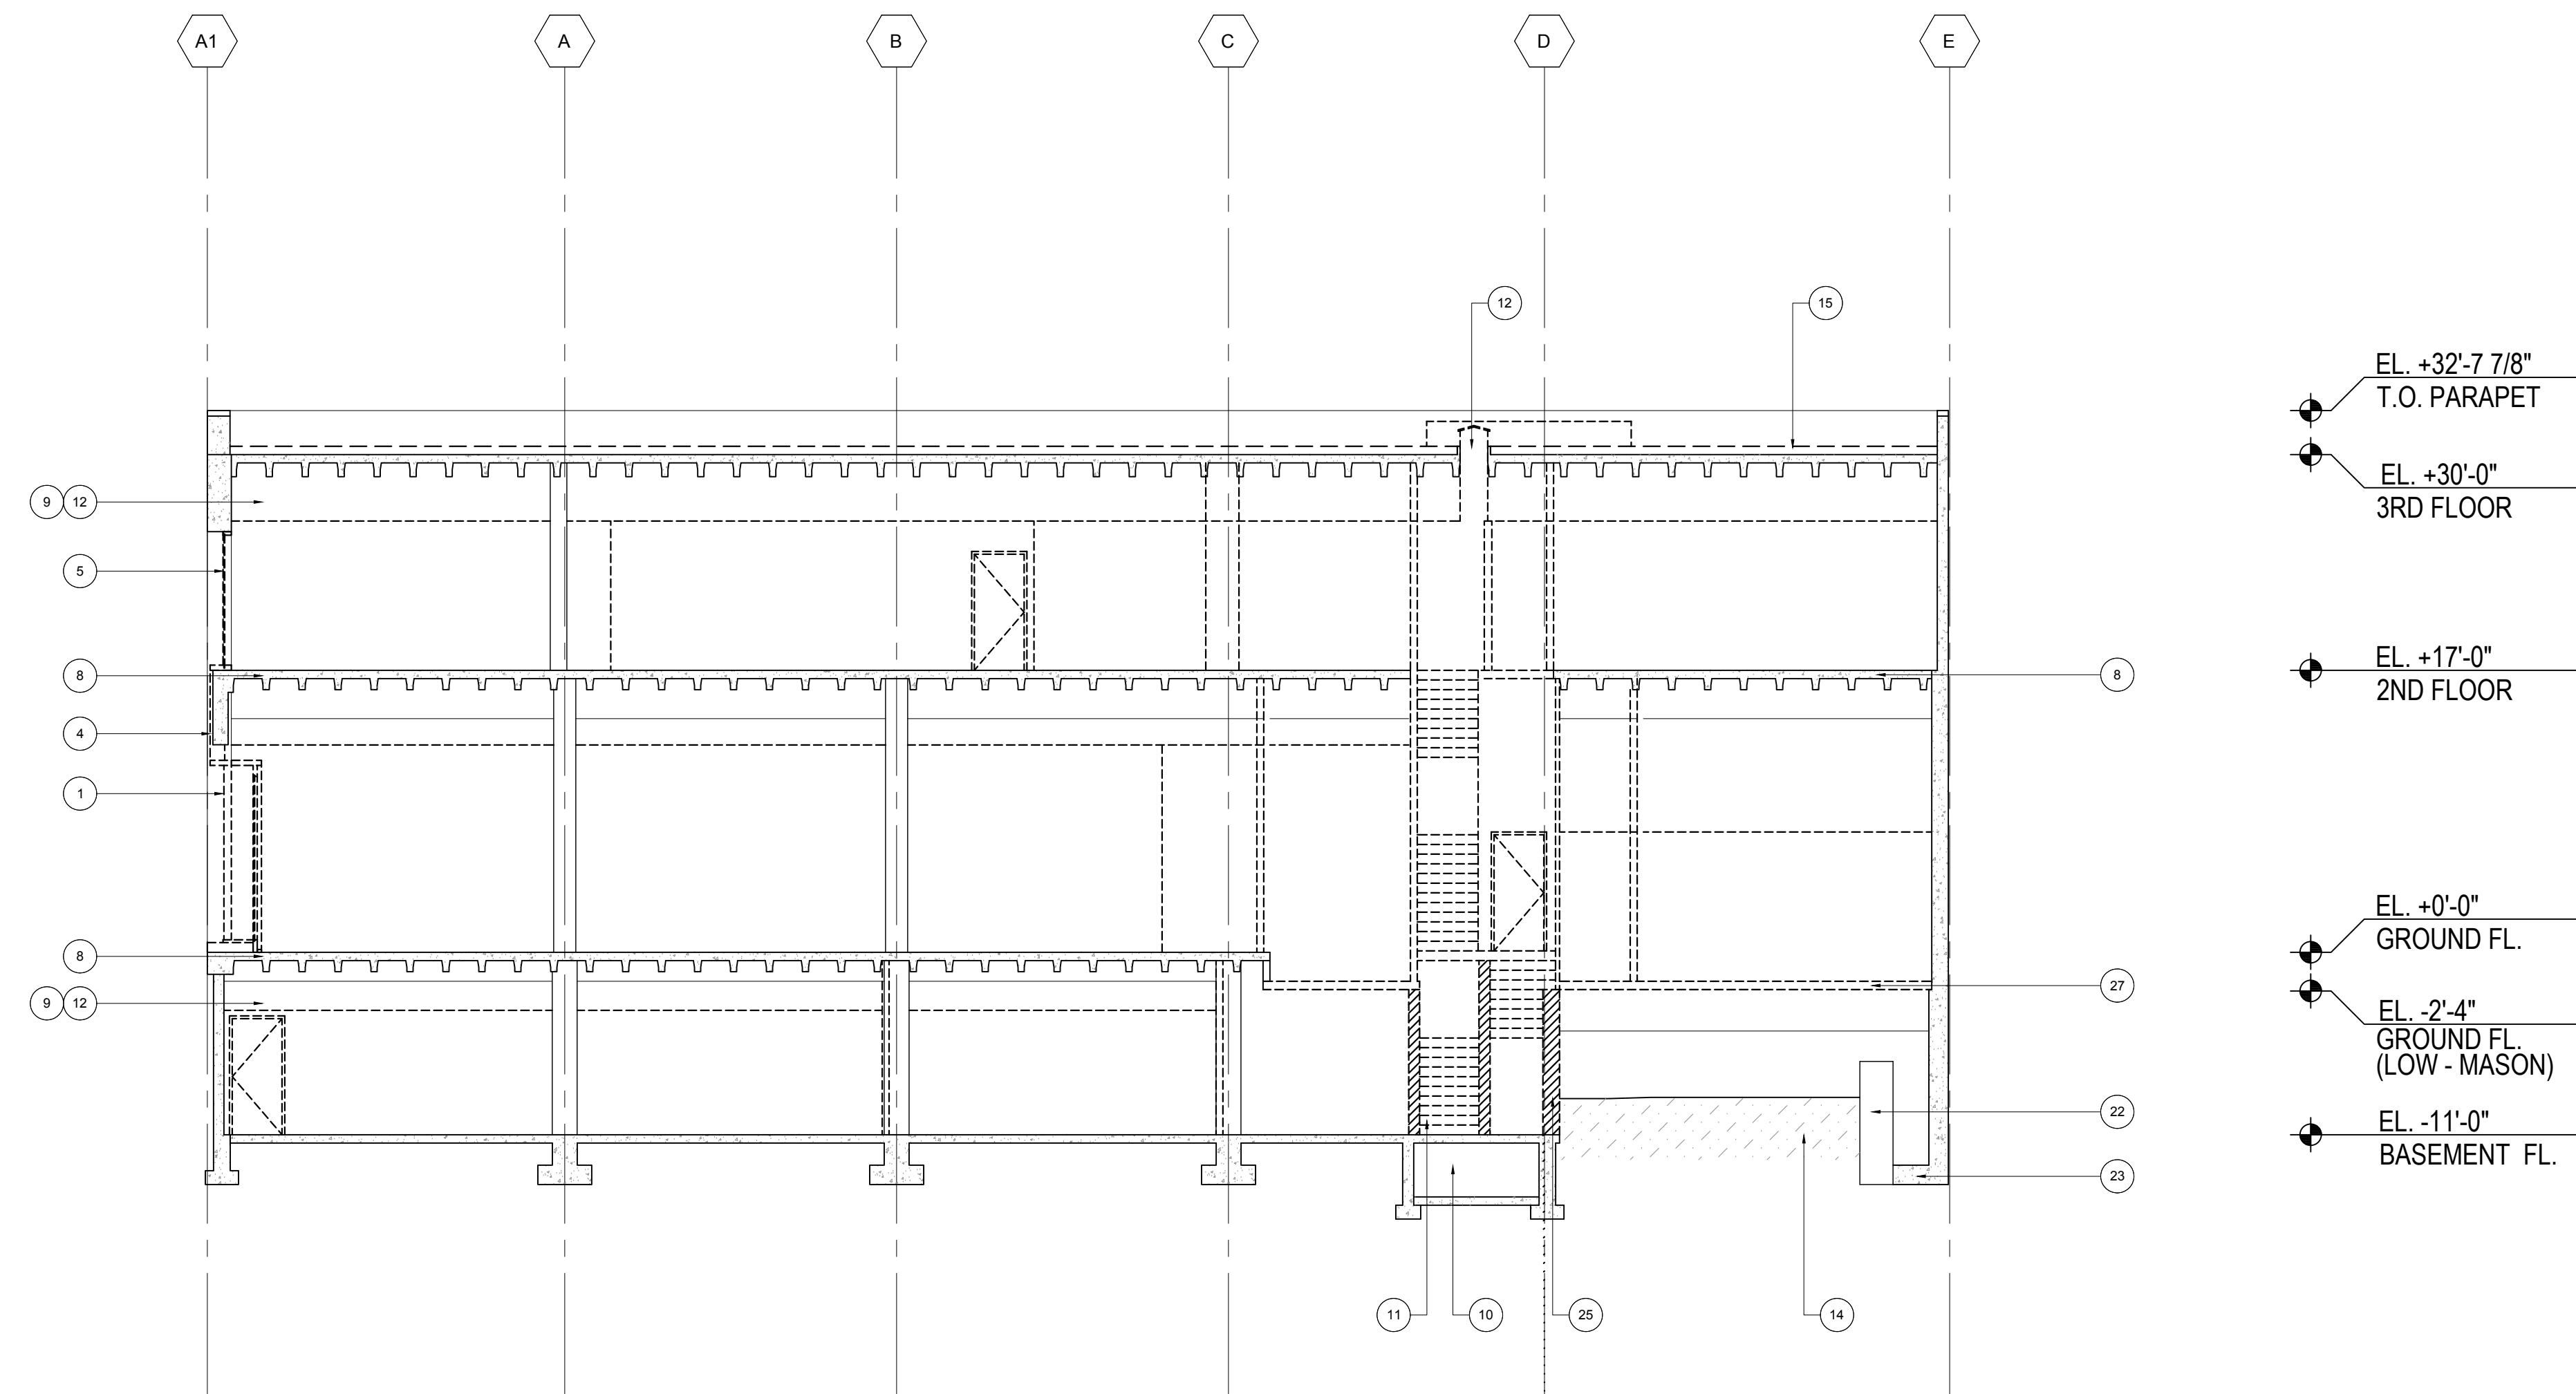 A1
A
B
C
D
E
12
15
EL. +32'-7 7/8"
T.O. PARAPET
EL. +30'-0"
3RD FLOOR
9
12
5
8
8
EL. +17'-0"
2ND FLOOR
4
1
EL. +0'-0"
GROUND FL.
8
9
12
27
EL. -2'-4"
GROUND FL.
(LOW - MASON)
22
EL. -11'-0"
BASEMENT FL.
23
11
10
25
14